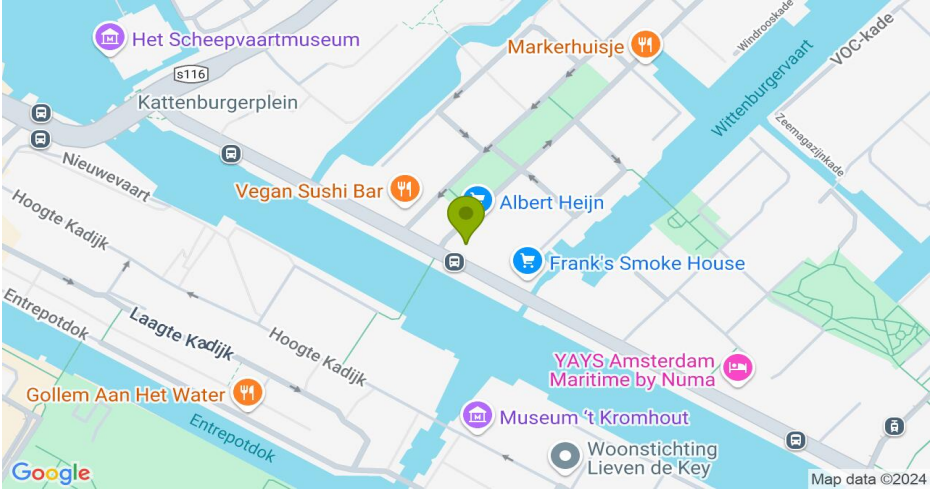 Het Scheepvaartmuseum
Markerhuisje
Windrooskade
VOC-kade
s116
Kattenburgerplein
Wittenburgervaart
Zeemagazijnkade
Nieuwevaart
Vegan Sushi Bar
Albert Heijn
Hoogte Kadijk
Frank's Smoke House
Entrepotdok
Laagte Kadijk
Hoogte Kadijk
YAYS Amsterdam
Maritime by Numa
Gollem Aan Het Water
Museum 't Kromhout
Entrepotdok
Woonstichting
Lieven de Key
Google
Map data ©2024